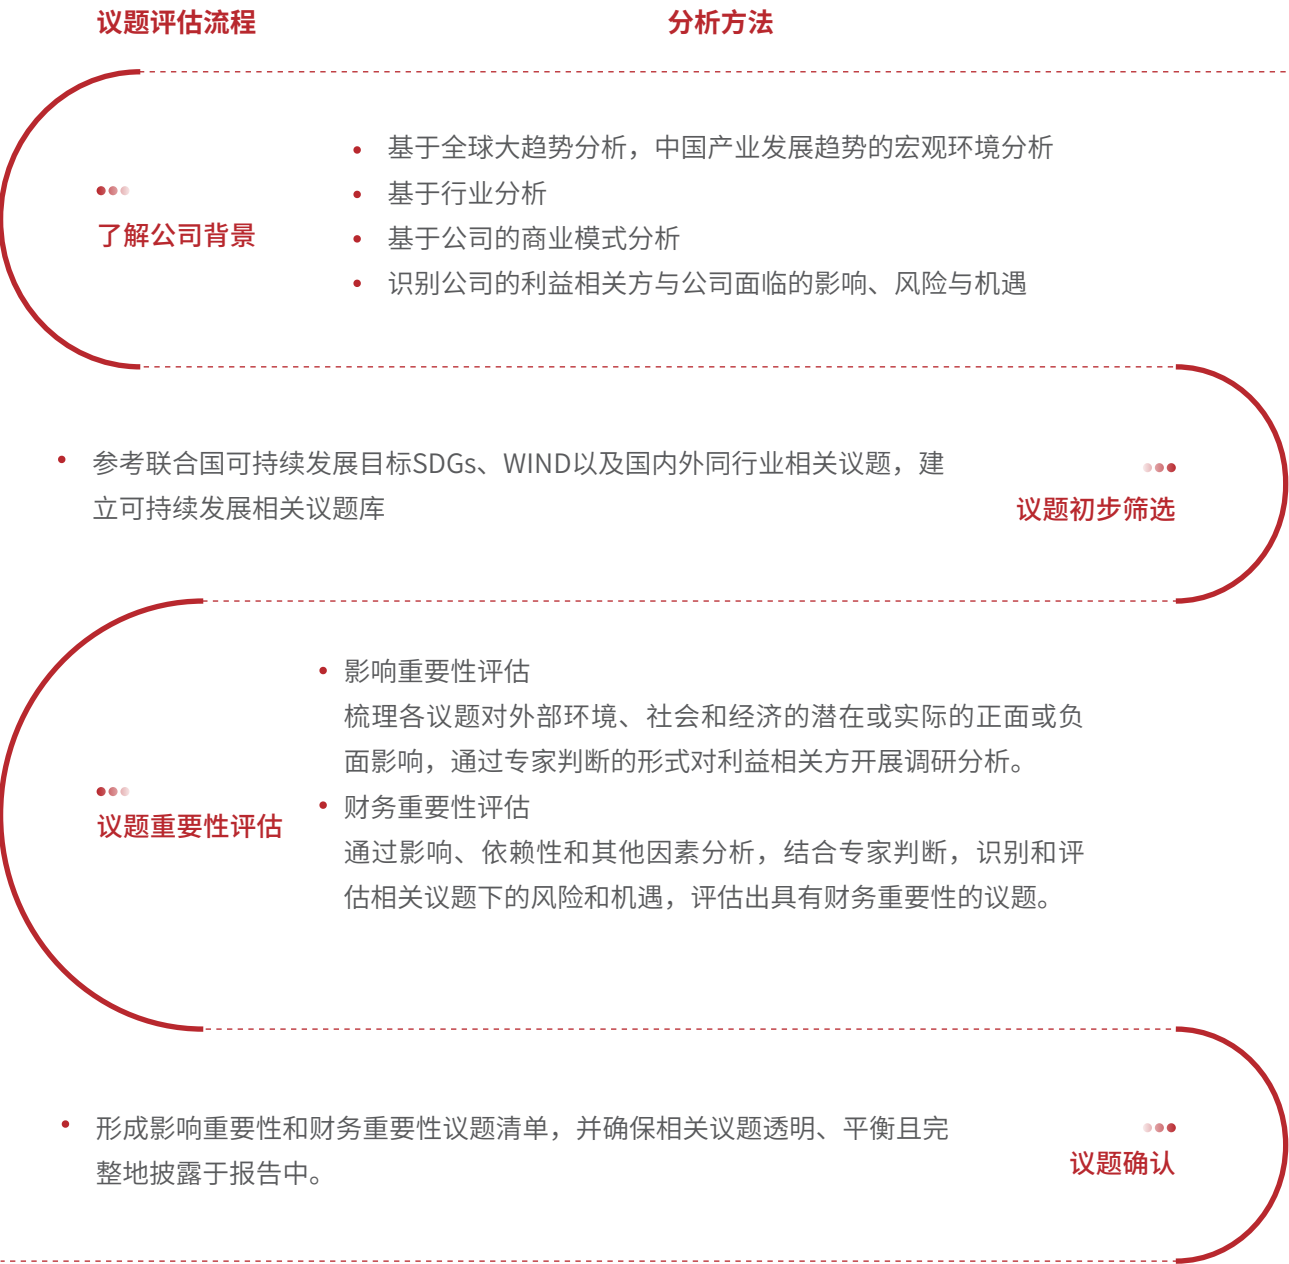 议题评估流程
分析方法
了解公司背景
基于全球大趋势分析，中国产业发展趋势的宏观环境分析
基于行业分析
基于公司的商业模式分析
识别公司的利益相关方与公司面临的影响、风险与机遇
参考联合国可持续发展目标SDGs、WIND以及国内外同行业相关议题，建
立可持续发展相关议题库
议题初步筛选
议题重要性评估
影响重要性评估
梳理各议题对外部环境、社会和经济的潜在或实际的正面或负
面影响，通过专家判断的形式对利益相关方开展调研分析。
财务重要性评估
通过影响、依赖性和其他因素分析，结合专家判断，识别和评
估相关议题下的风险和机遇，评估出具有财务重要性的议题。
形成影响重要性和财务重要性议题清单，并确保相关议题透明、平衡且完
整地披露于报告中。
议题确认